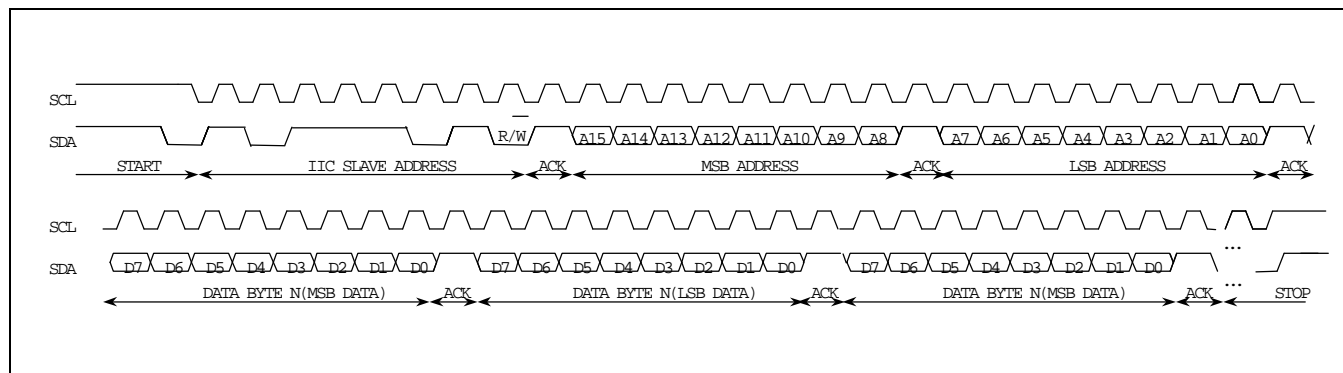 SCL
SDA R/W A15 A14 A13 A12 A11 A10 A9 A8 A7 A6 A5 A4 A3 A2 A1 A0
START IIC SLAVE ADDRESS ACK MSB ADDRESS ACK LSB ADDRESS ACK
SCL
...
SDA D7 D6 D5 D4 D3 D2 D1 D0 D7 D6 D5 D4 D3 D2 D1 D0 D7 D6 D5 D4 D3 D2 D1 D0
...
DATA BYTE N(MSB DATA) ACK DATA BYTE N(LSB DATA) ACK DATA BYTE N(MSB DATA) ACK STOP